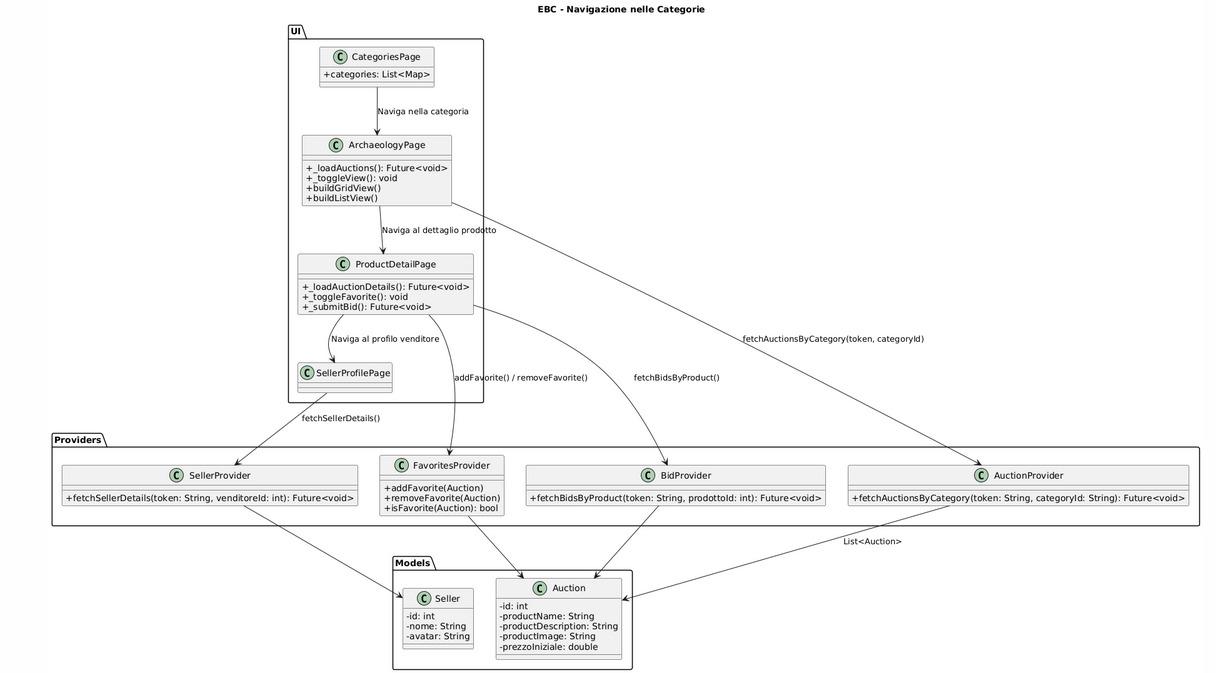 EBC - Navigazione nelle Categorie
UI
C CategoriesPage
+categories: List<Map>
Naviga nella categoria
C ArchaeologyPage
+_loadAuctions(): Future<void>
+_toggleView(): void
+buildGridView()
+buildListView()
Naviga al dettaglio prodotto
C ProductDetailPage
+_loadAuctionDetails(): Future<void>
+_toggleFavorite(): void
+_submitBid(): Future<void>
Naviga al profilo venditore
fetchAuctionsByCategory(token, categoryId)
C SellerProfilePage
addFavorite() / removeFavorite()
fetchBidsByProduct()
fetchSellerDetails()
Providers
C SellerProvider
+fetchSellerDetails(token: String, venditoreId: int): Future<void>
C FavoritesProvider
+addFavorite(Auction)
+removeFavorite(Auction)
+isFavorite(Auction): bool
C BidProvider
+fetchBidsByProduct(token: String, prodottoId: int): Future<void>
C AuctionProvider
+fetchAuctionsByCategory(token: String, categoryId: String): Future<void>
List<Auction>
Models
C Seller
-id: int
-nome: String
-avatar: String
C Auction
-id: int
-productName: String
-productDescription: String
-productImage: String
-prezzoIniziale: double